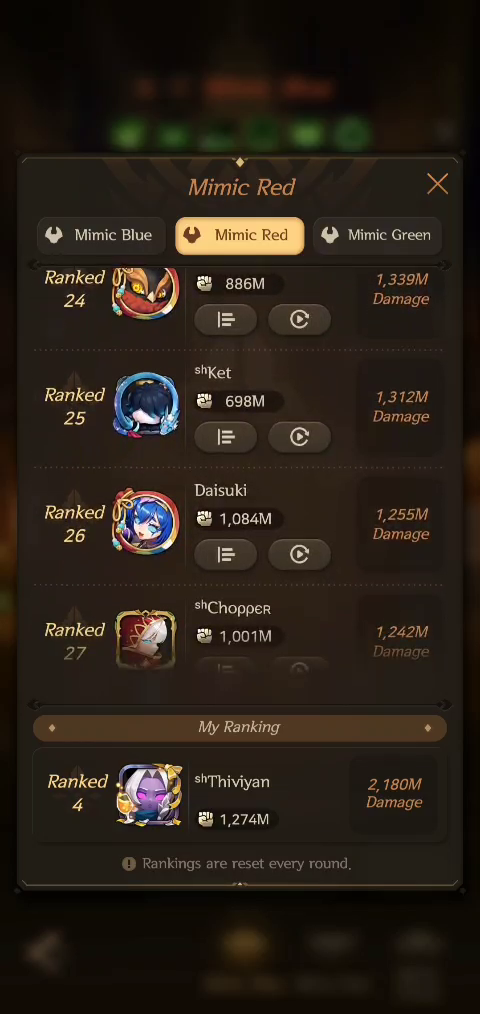 Mimic Red
Mimic Blue
Mimic Red
Mimic Green
Ranked
24
886M
1,339M
Damage
Ranked
25
ˢʰKet
698M
1,312M
Damage
Ranked
26
Daisuki
1,084M
1,255M
Damage
Ranked
27
ˢʰChopper
1,001M
1,242M
Damage
My Ranking
Ranked
4
ˢʰThiviyan
1,274M
2,180M
Damage
Rankings are reset every round.